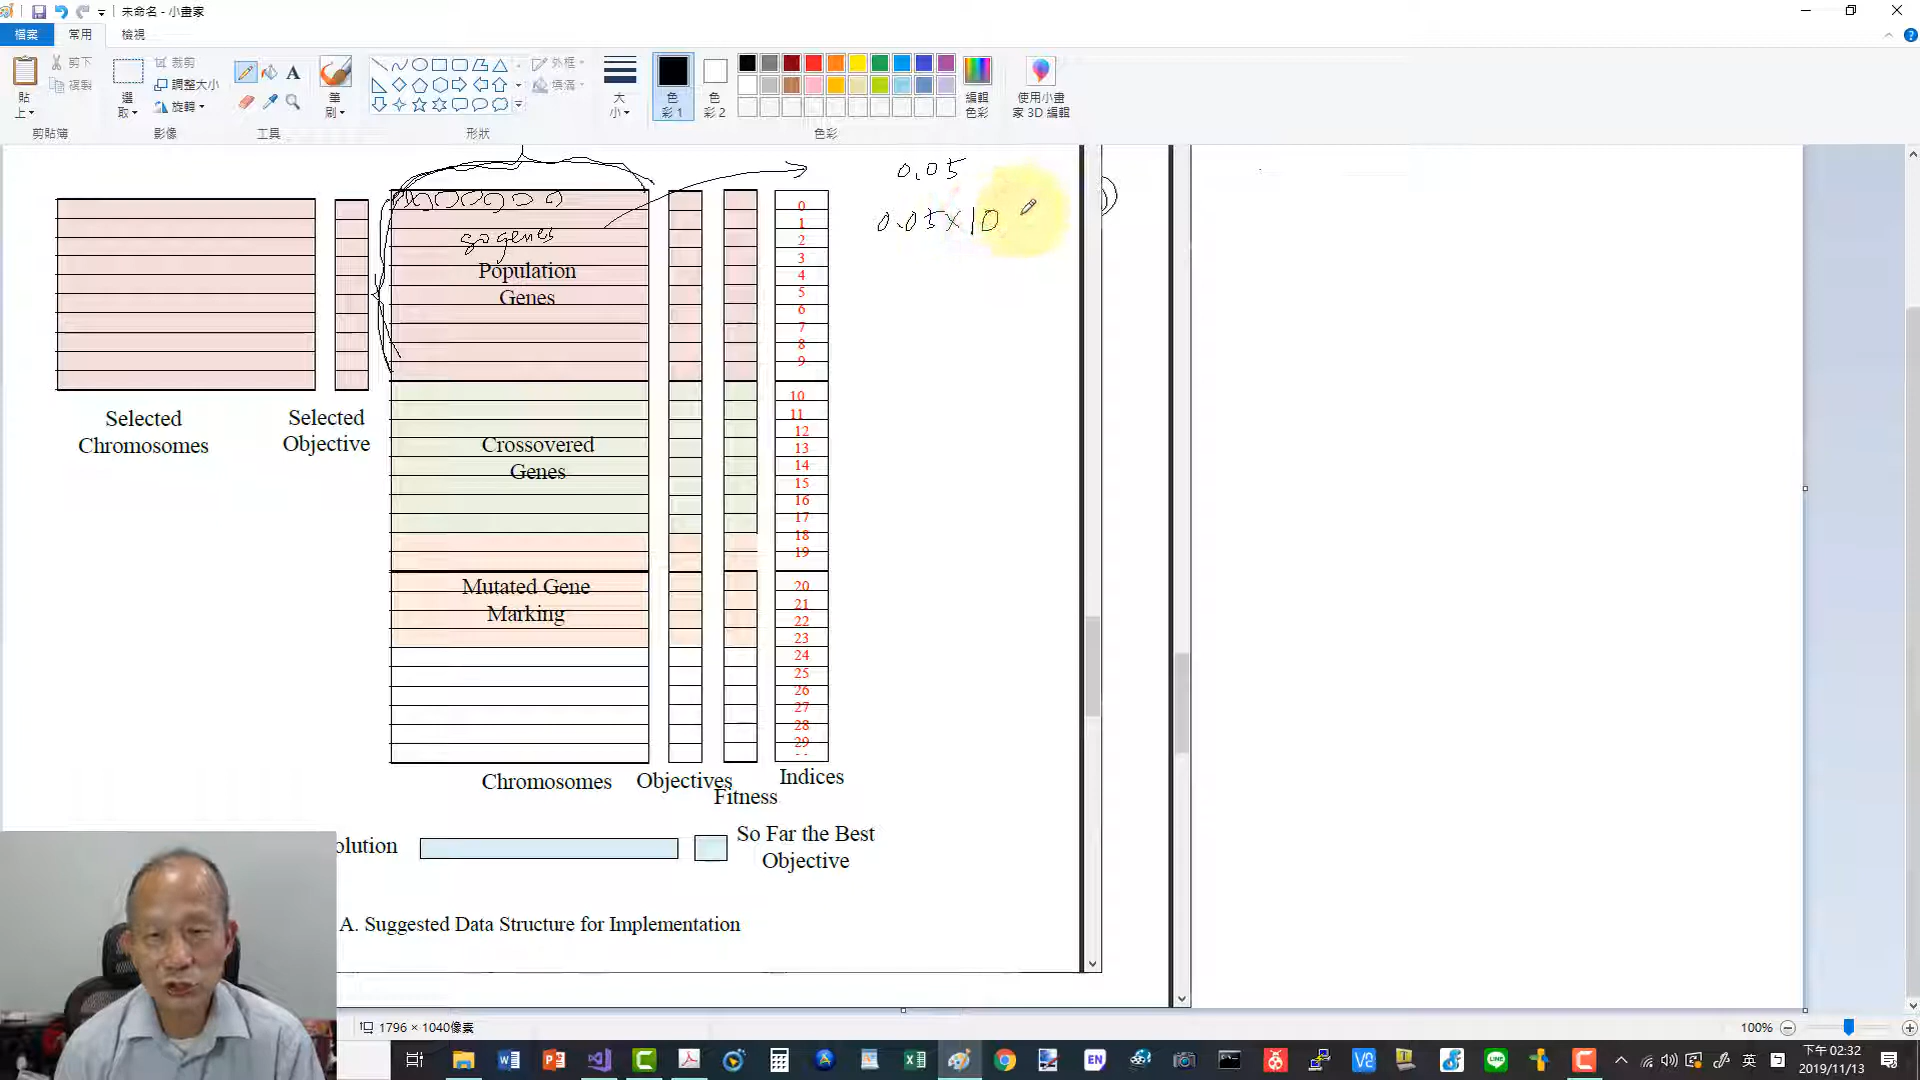 未命名 - 小畫家
檔案
常用
檢視
貼上
剪下
複製
剪貼簿
選取
裁剪
調整大小
旋轉
影像
A
工具
筆刷
形狀
外框
填滿
大小
色彩 1
色彩 2
色彩
編輯色彩
使用小畫家 3D 編輯
0.05
0.05×10
80 genes
Population
Genes
Crossovered
Genes
Mutated Gene
Marking
Selected
Chromosomes
Selected
Objective
0
1
2
3
4
5
6
7
8
9
10
11
12
13
14
15
16
17
18
19
20
21
22
23
24
25
26
27
28
29
Chromosomes
Objectives
Fitness
Indices
olution
So Far the Best
Objective
A. Suggested Data Structure for Implementation
1796 × 1040像素
100%
EN
英
下午 02:32
2019/11/13